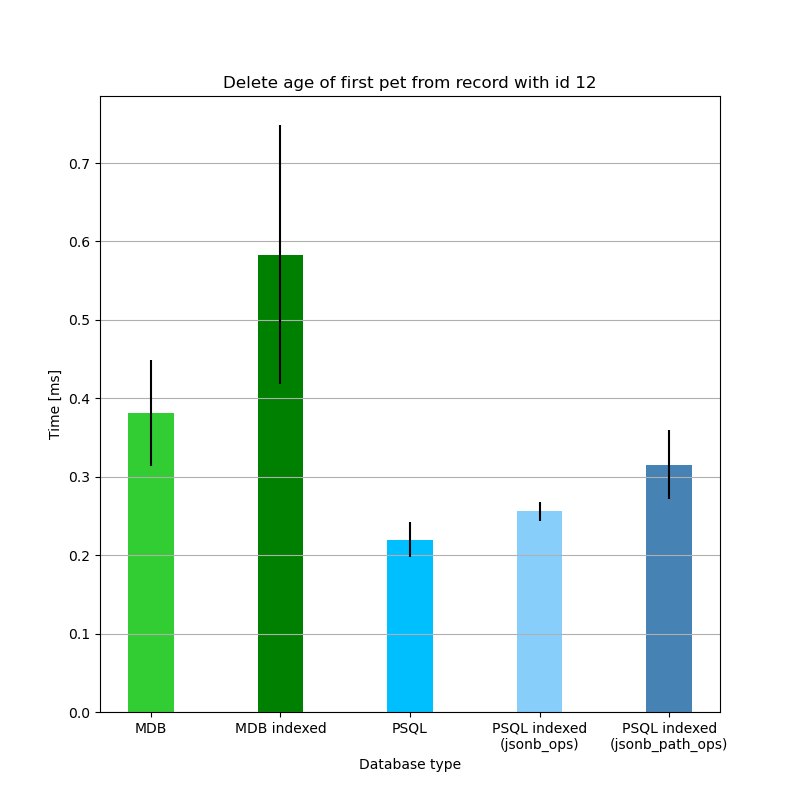 Delete age of first pet from record with id 12
Time [ms]
0.7
0.6
0.5
0.4
0.3
0.2
0.1
0.0
MDB
MDB indexed
PSQL
PSQL indexed
(jsonb_ops)
PSQL indexed
(jsonb_path_ops)
Database type